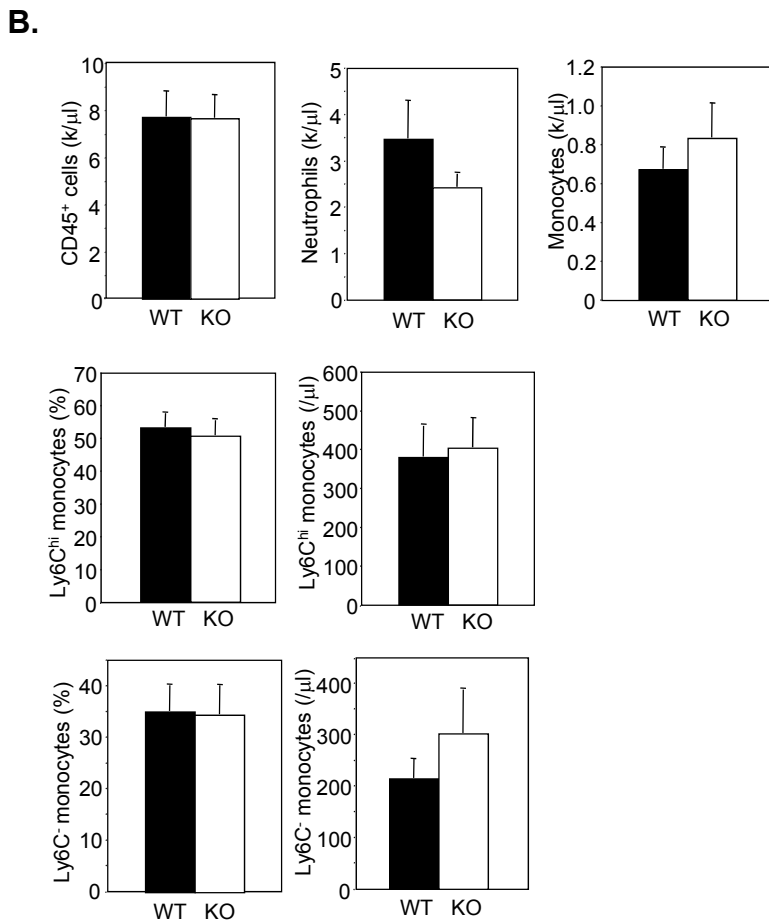 B.
CD45⁺ cells (k/µl)
10
8
6
4
2
0
WT KO
Neutrophils (k/µl)
5
4
3
2
1
0
WT KO
Monocytes (k/µl)
1.2
1.0
0.8
0.6
0.4
0.2
0
WT KO
Ly6Cʰⁱ monocytes (%)
70
60
50
40
30
20
10
0
WT KO
Ly6Cʰⁱ monocytes (/µl)
600
500
400
300
200
100
0
WT KO
Ly6C⁻ monocytes (%)
40
30
20
10
0
WT KO
Ly6C⁻ monocytes (/µl)
400
300
200
100
0
WT KO